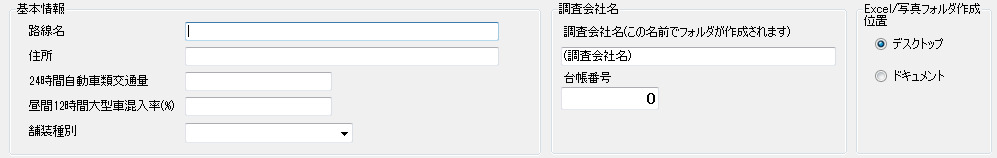 基本情報
路線名
住所
24時間自動車類交通量
昼間12時間大型車混入率(%)
舗装種別
調査会社名
調査会社名(この名前でフォルダが作成されます)
(調査会社名)
台帳番号
0
Excel/写真フォルダ作成
位置
デスクトップ
ドキュメント